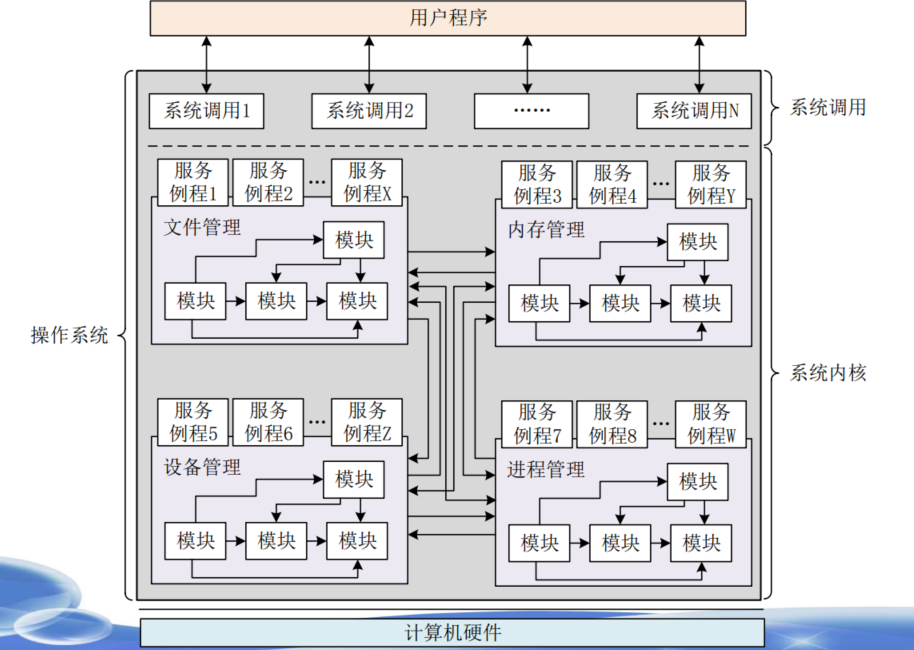 用户程序
系统调用1
系统调用2
……
系统调用N
系统调用
服务
例程1
服务
例程2
…
服务
例程X
服务
例程3
服务
例程4
…
服务
例程Y
文件管理
模块
模块
模块
模块
内存管理
模块
模块
模块
模块
操作系统
系统内核
服务
例程5
服务
例程6
…
服务
例程Z
服务
例程7
服务
例程8
…
服务
例程W
设备管理
模块
模块
模块
模块
进程管理
模块
模块
模块
模块
计算机硬件